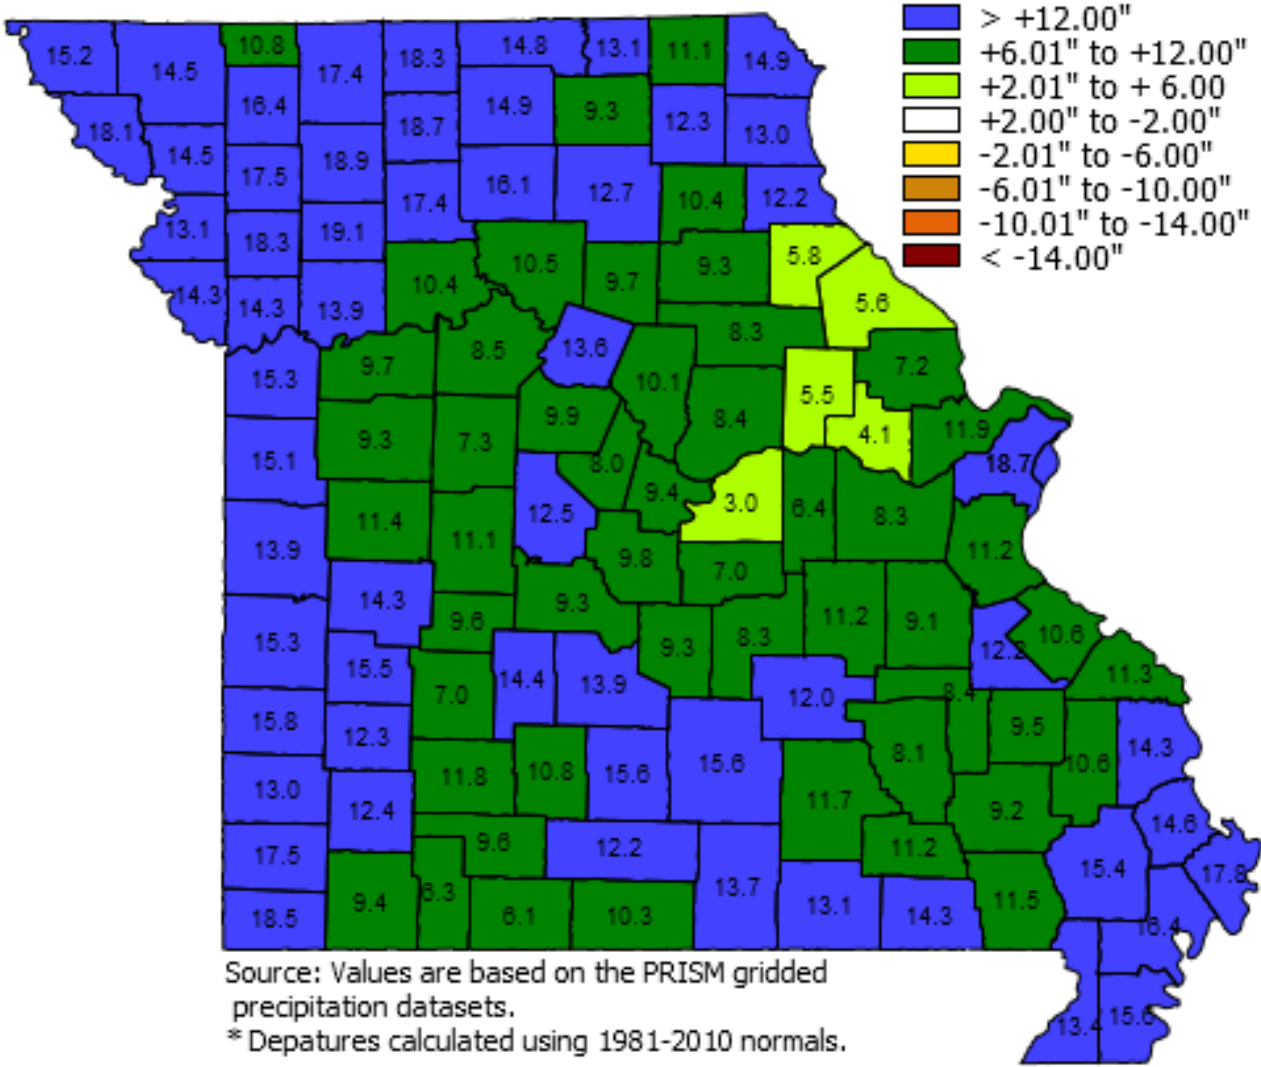 > +12.00"
+6.01" to +12.00"
+2.01" to + 6.00
+2.00" to -2.00"
-2.01" to -6.00"
-6.01" to -10.00"
-10.01" to -14.00"
< -14.00"
15.2 14.5 10.8 17.4 18.3 14.8 13.1 11.1 14.9
18.1 14.5 16.4 18.9 18.7 14.9 9.3 12.3 13.0
13.1 17.5 19.1 17.4 16.1 12.7 10.4 12.2
14.3 18.3 13.9 10.4 10.5 9.7 9.3 5.8 5.6
14.3 8.3 7.2
15.3 9.7 8.5 13.6 10.1 8.4 5.5 4.1 11.9 18.7
15.1 9.3 7.3 9.9 8.0 9.4 3.0 6.4 8.3 11.2
13.9 11.4 11.1 12.5 9.8 7.0
15.3 14.3 9.6 9.3 9.3 8.3 11.2 9.1 12.2 10.6 11.3
15.8 15.5 7.0 14.4 13.9 12.0 8.4 9.5 10.6 14.3
13.0 12.3 11.8 10.8 15.6 15.6 11.7 8.1 9.2 14.6
17.5 12.4 9.6 12.2 13.7 11.2 11.5 15.4 17.8
18.5 9.4 6.3 6.1 10.3 13.1 14.3 16.4
13.4 15.6
Source: Values are based on the PRISM gridded
precipitation datasets.
* Depatures calculated using 1981-2010 normals.